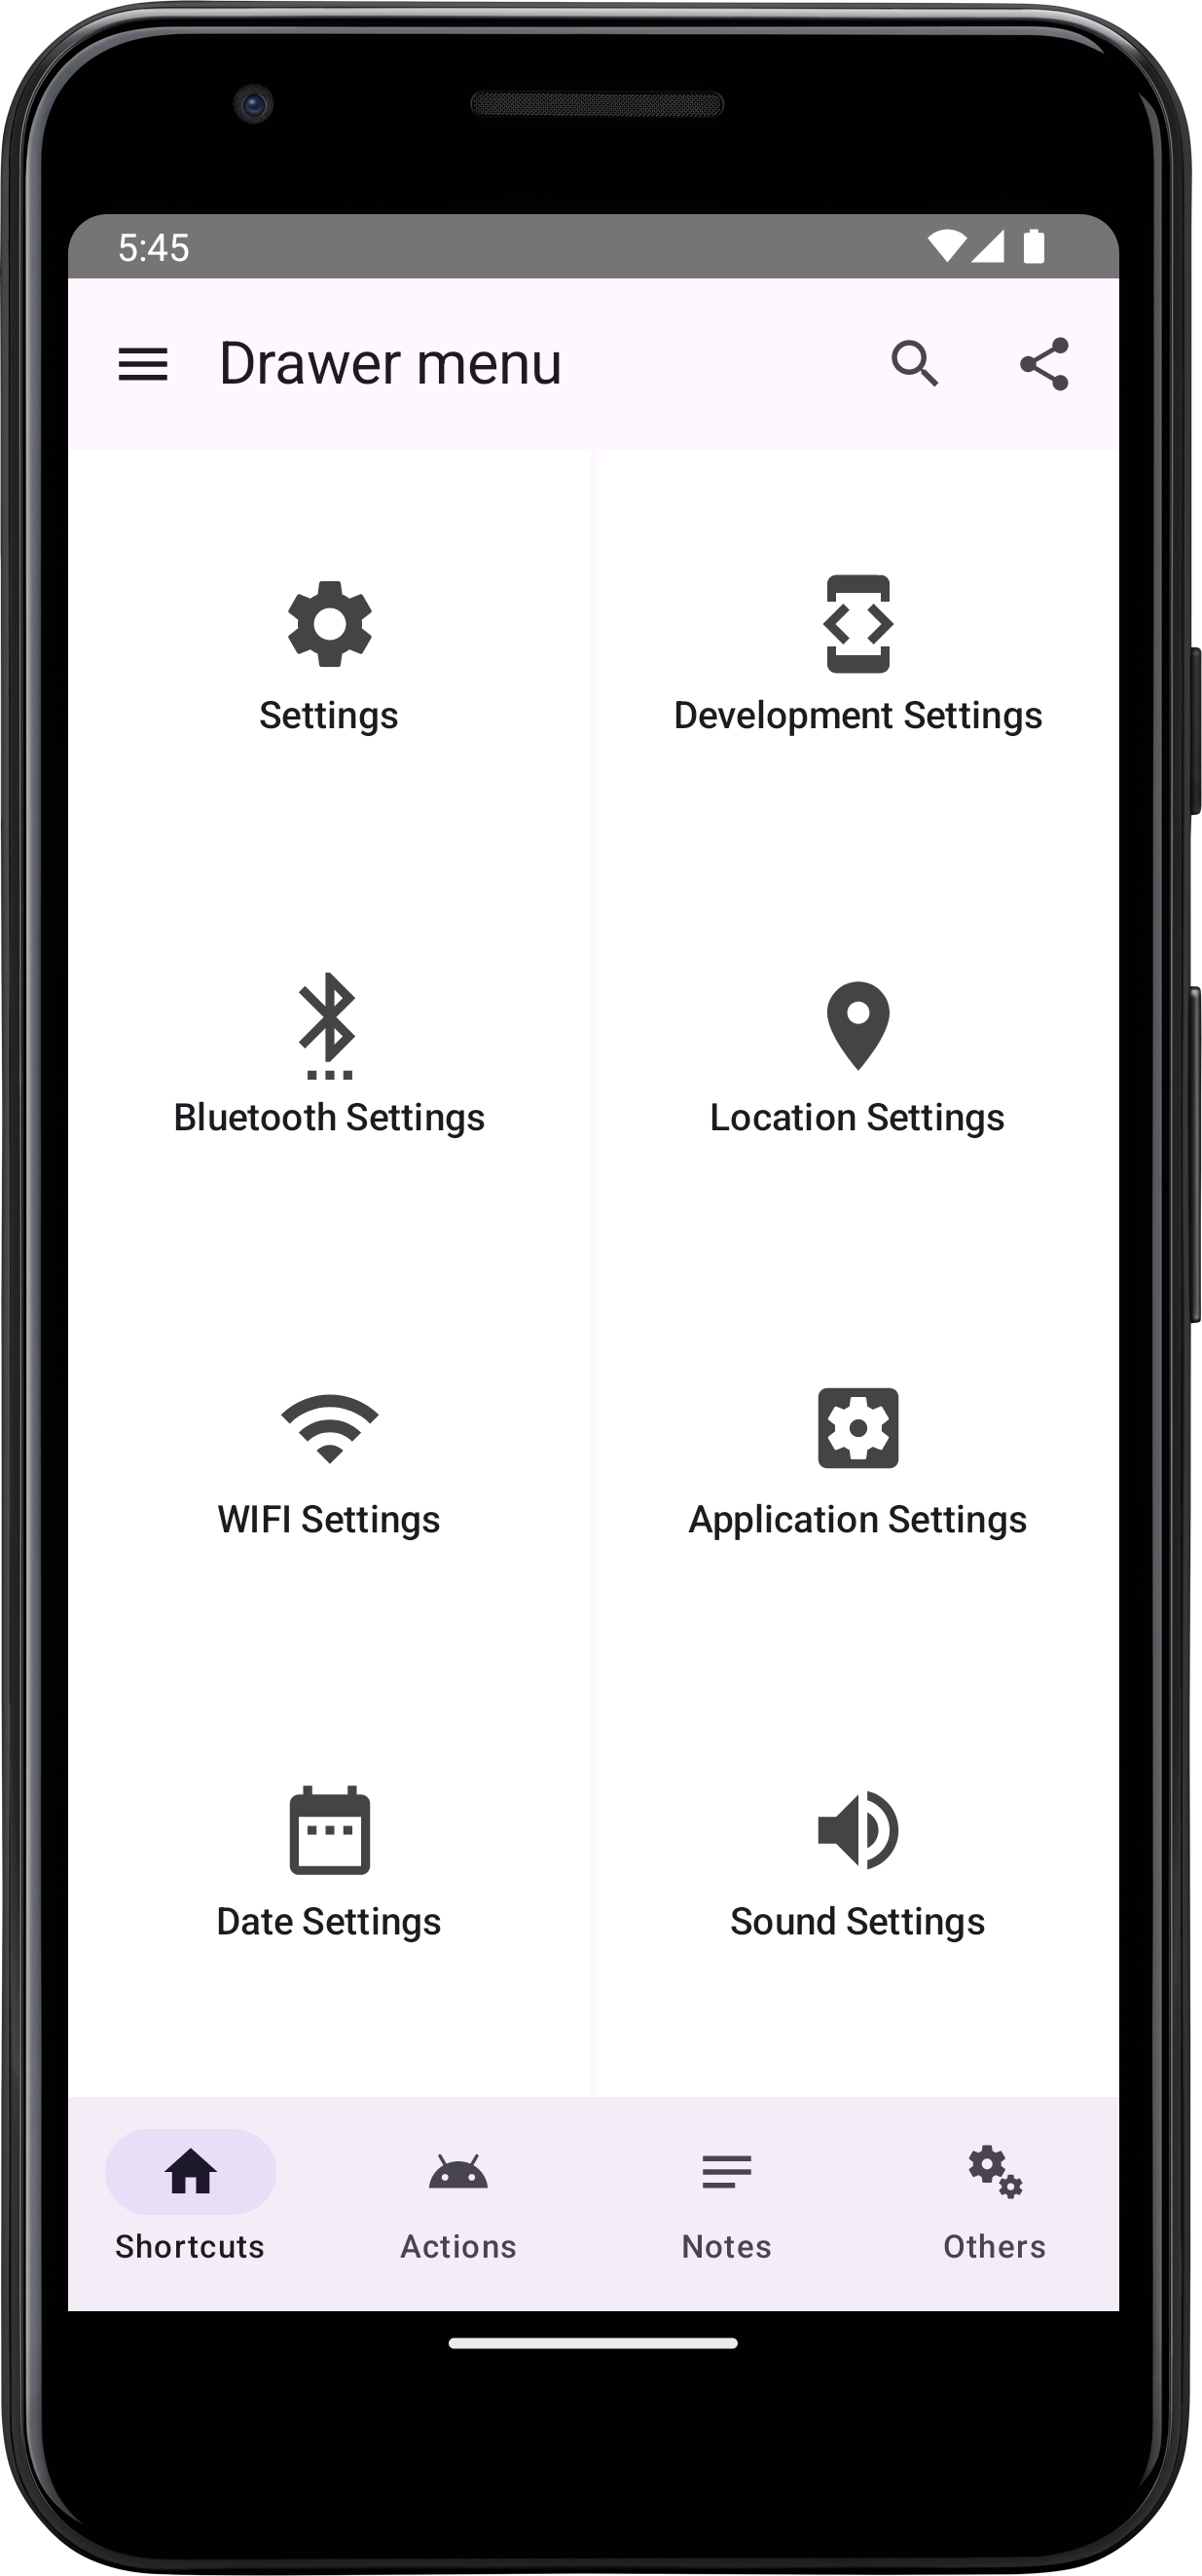 5:45
Drawer menu
Settings
Development Settings
Bluetooth Settings
Location Settings
WIFI Settings
Application Settings
Date Settings
Sound Settings
Shortcuts
Actions
Notes
Others